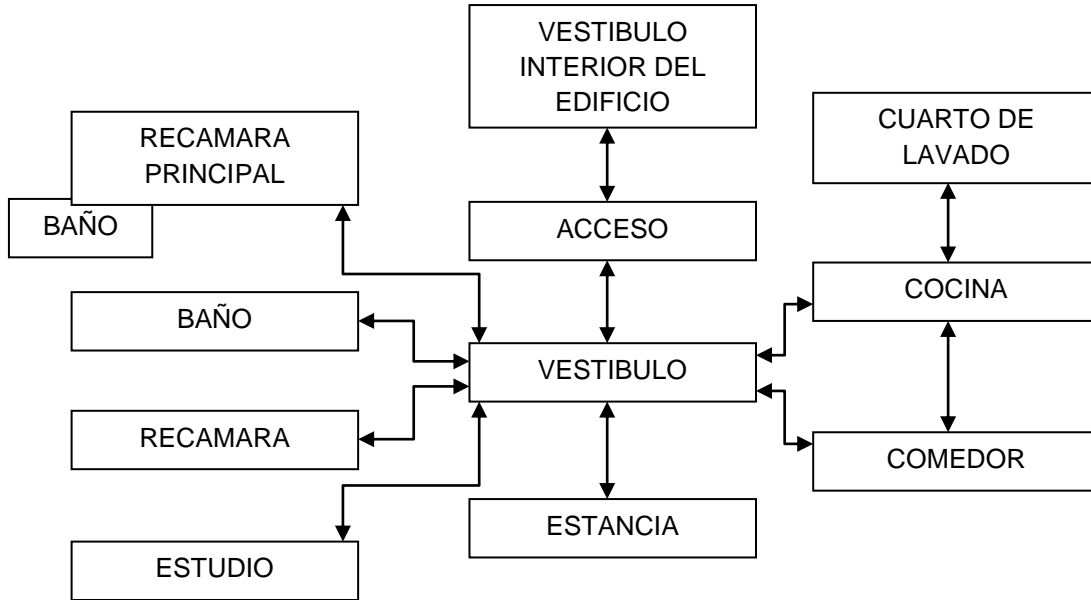 VESTIBULO
INTERIOR DEL
EDIFICIO
RECAMARA
PRINCIPAL
CUARTO DE
LAVADO
BAÑO
ACCESO
COCINA
BAÑO
VESTIBULO
RECAMARA
COMEDOR
ESTANCIA
ESTUDIO